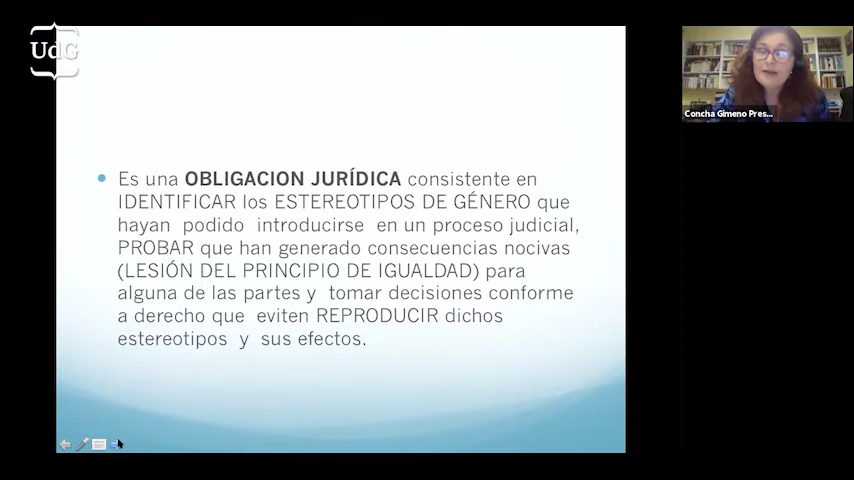 UdG
Concha Gimeno Pres...
Es una OBLIGACION JURÍDICA consistente en
IDENTIFICAR los ESTEREOTIPOS DE GÉNERO que
hayan podido introducirse en un proceso judicial,
PROBAR que han generado consecuencias nocivas
(LESIÓN DEL PRINCIPIO DE IGUALDAD) para
alguna de las partes y tomar decisiones conforme
a derecho que eviten REPRODUCIR dichos
estereotipos y sus efectos.